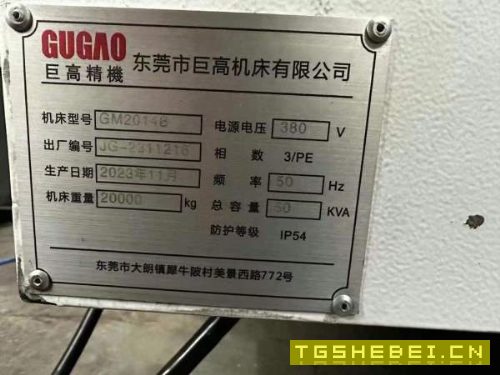 GUGAO
巨高精機
东莞市巨高机床有限公司
机床型号 GM2014B
电源电压 380 V
出厂编号 JG-2311216
相数 3/PE
生产日期 2023年11月
频率 50 Hz
机床重量 20000 kg
总容量 50 KVA
防护等级 IP54
东莞市大朗镇犀牛陂村美景西路772号
TGSHEBEI.CN